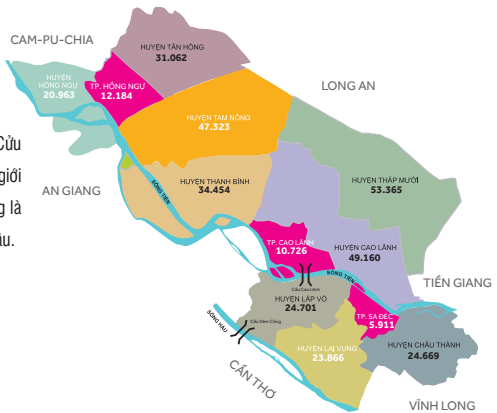 CAM-PU-CHIA
HUYỆN TÂN HỒNG
31.062
HUYỆN
HỒNG NGỰ
20.963
TP. HỒNG NGỰ
12.184
LONG AN
HUYỆN TAM NÔNG
47.323
Cửu
giới
g là
ậu.
AN GIANG
SÔNG TIỀN
HUYỆN THANH BÌNH
34.454
HUYỆN THÁP MƯỜI
53.365
TP. CAO LÃNH
10.726
HUYỆN CAO LÃNH
49.160
SÔNG TIỀN
TIỀN GIANG
Cầu Cao Lãnh
HUYỆN LẤP VÒ
24.701
TP. SA ĐÉC
5.911
SÔNG HẬU
Cầu Vàm Cống
HUYỆN LAI VUNG
23.866
HUYỆN CHÂU THÀNH
24.669
CẦN THƠ
VĨNH LONG